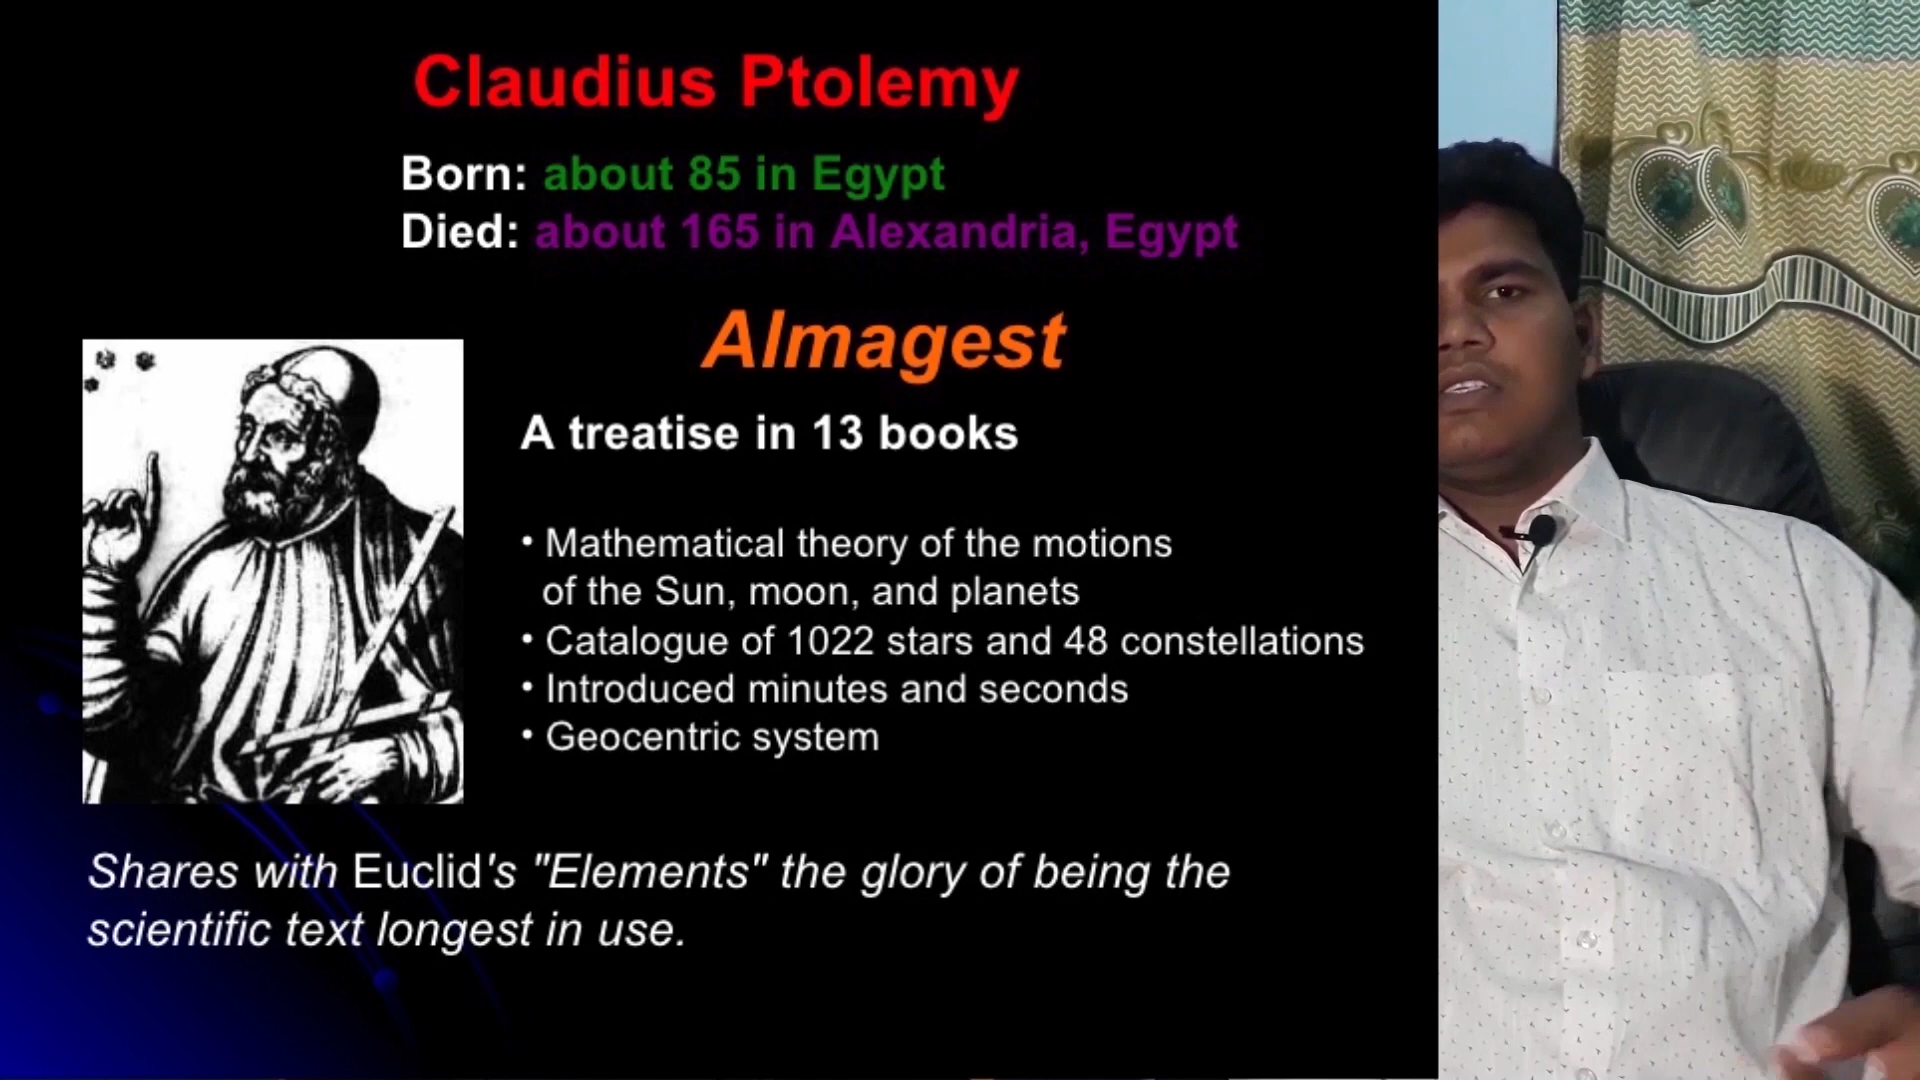 Claudius Ptolemy
Born: about 85 in Egypt
Died: about 165 in Alexandria, Egypt
Almagest
A treatise in 13 books
• Mathematical theory of the motions
of the Sun, moon, and planets
• Catalogue of 1022 stars and 48 constellations
• Introduced minutes and seconds
• Geocentric system
Shares with Euclid's "Elements" the glory of being the
scientific text longest in use.